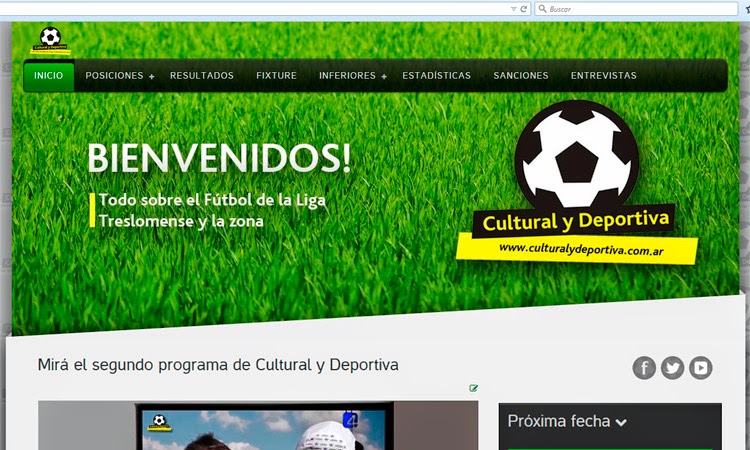 Buscar
Cultural y Deportiva
INICIO
POSICIONES +
RESULTADOS
FIXTURE
INFERIORES +
ESTADÍSTICAS
SANCIONES
ENTREVISTAS
BIENVENIDOS!
Todo sobre el Fútbol de la Liga
Treslomense y la zona
Cultural y Deportiva
www.culturalydeportiva.com.ar
Mirá el segundo programa de Cultural y Deportiva
Próxima fecha
4